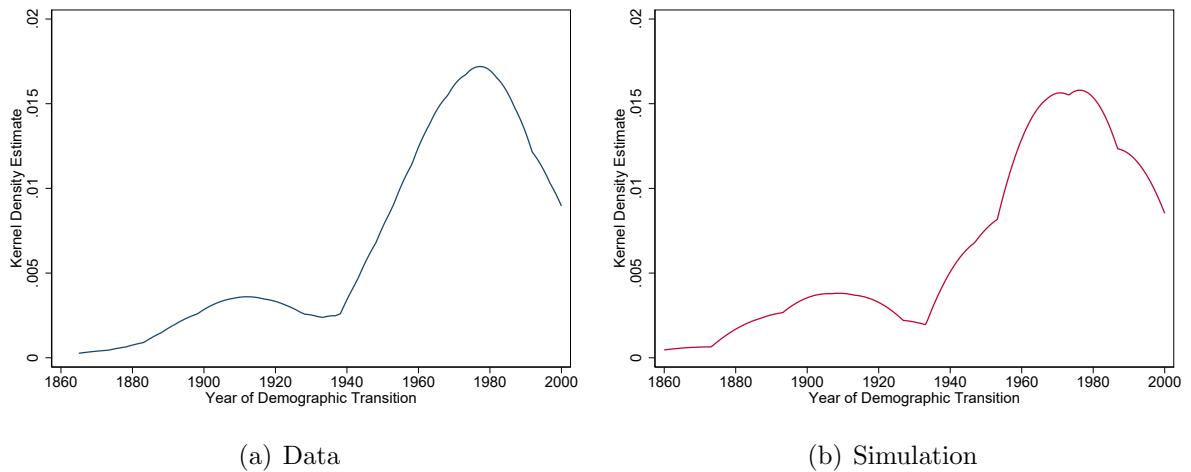 Kernel Density Estimate
0 .005 .01 .015 .02
1860 1880 1900 1920 1940 1960 1980 2000
Year of Demographic Transition
(a) Data
Kernel Density Estimate
0 .005 .01 .015 .02
1860 1880 1900 1920 1940 1960 1980 2000
Year of Demographic Transition
(b) Simulation